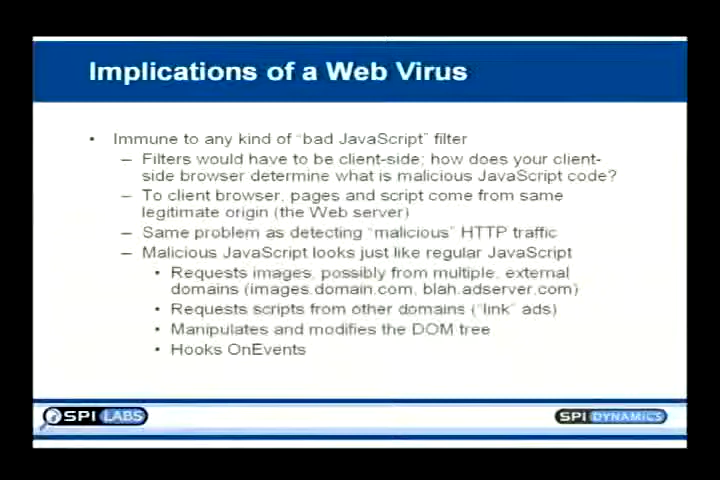 Implications of a Web Virus
• Immune to any kind of "bad JavaScript" filter
– Filters would have to be client-side; how does your client-
side browser determine what is malicious JavaScript code?
– To client browser, pages and script come from same
legitimate origin (the Web server)
– Same problem as detecting "malicious" HTTP traffic
– Malicious JavaScript looks just like regular JavaScript
• Requests images, possibly from multiple, external
domains (images.domain.com, blah.adserver.com)
• Requests scripts from other domains ("link" ads)
• Manipulates and modifies the DOM tree
• Hooks OnEvents
SPI LABS
SPI DYNAMICS